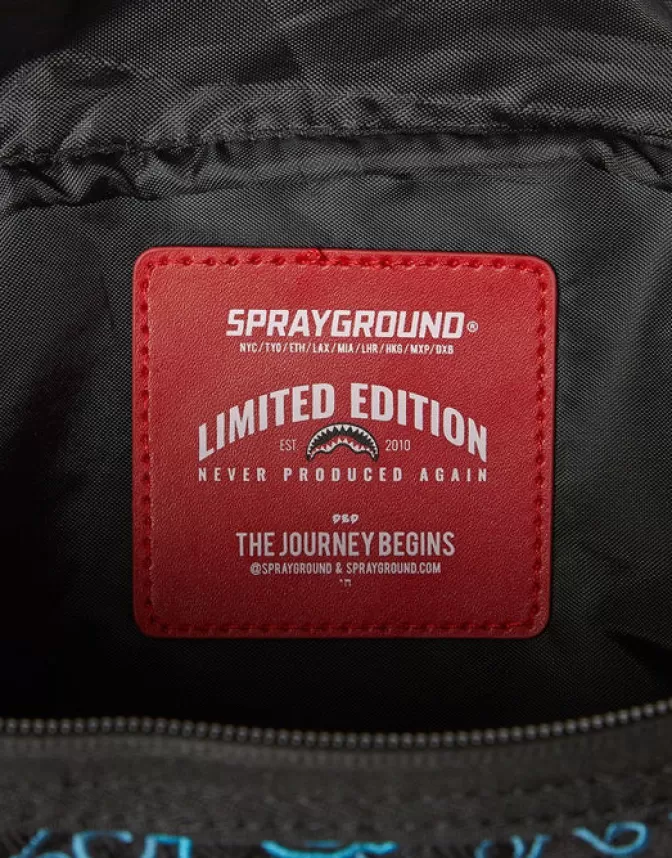 SPRAYGROUND®
NYC/TYO/ETH/LAX/MIA/LHR/HKG/MXP/DXB
LIMITED EDITION
EST 2010
NEVER PRODUCED AGAIN
THE JOURNEY BEGINS
@SPRAYGROUND & SPRAYGROUND.COM